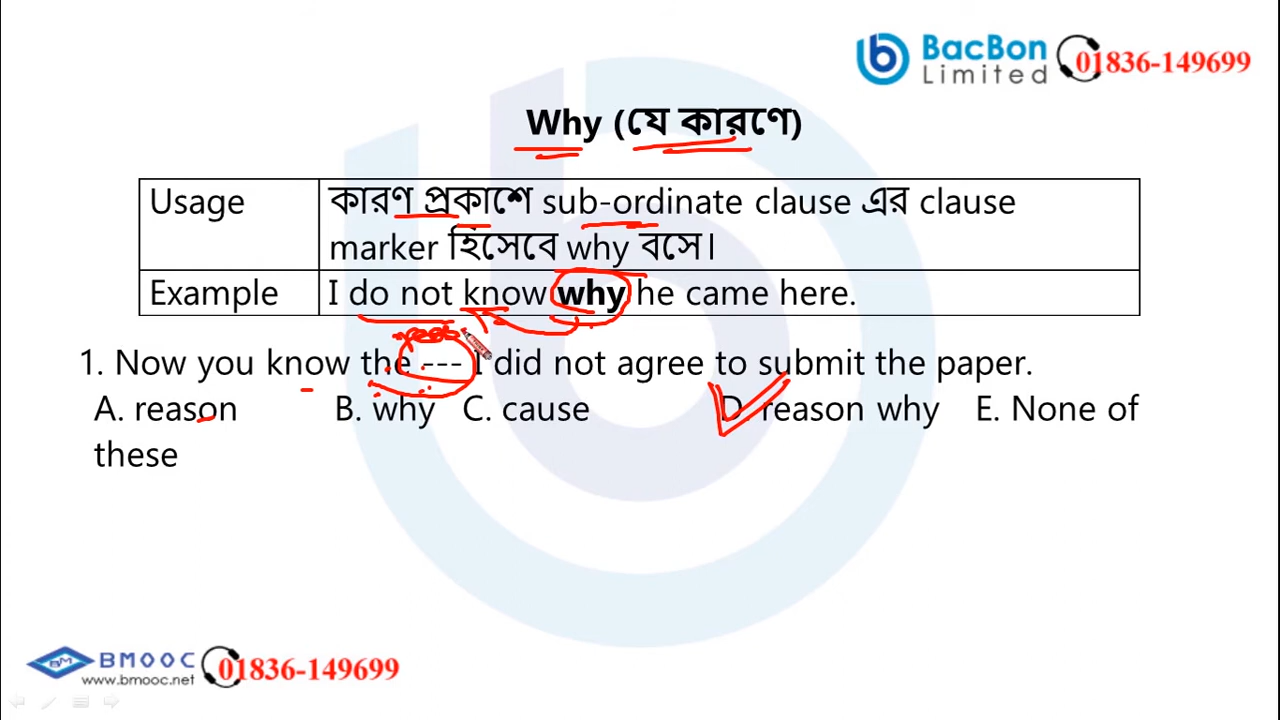 BacBon
Limited
01836-149699
Why (যে কারণে)
Usage
কারণ প্রকাশে sub-ordinate clause এর clause
marker হিসেবে why বসে।
Example
I do not know why he came here.
1. Now you know the --- I did not agree to submit the paper.
A. reason B. why C. cause D reason why E. None of
these
BMOOC
www.bmooc.net
01836-149699